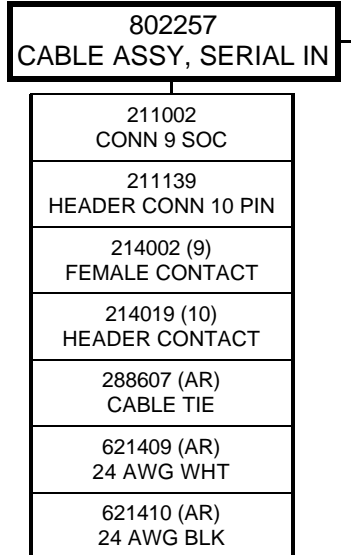 802257
CABLE ASSY, SERIAL IN
211002
CONN 9 SOC
211139
HEADER CONN 10 PIN
214002 (9)
FEMALE CONTACT
214019 (10)
HEADER CONTACT
288607 (AR)
CABLE TIE
621409 (AR)
24 AWG WHT
621410 (AR)
24 AWG BLK